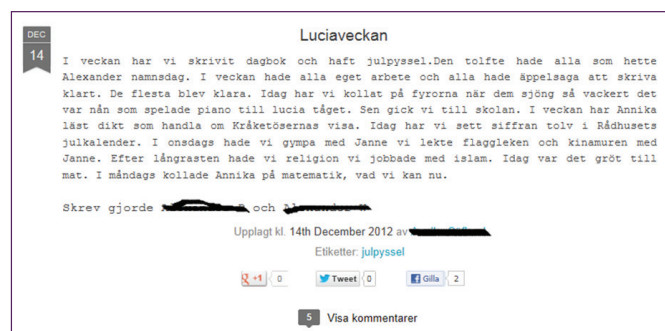 DEC
14
Luciaveckan
I veckan har vi skrivit dagbok och haft julpyssel.Den tolfte hade alla som hette
Alexander namnsdag. I veckan hade alla eget arbete och alla hade äppelsaga att skriva
klart. De flesta blev klara. Idag har vi kollat på fyrorna när dem sjöng så vackert det
var nån som spelade piano till lucia tåget. Sen gick vi till skolan. I veckan har Annika
läst dikt som handla om Kråketösernas visa. Idag har vi sett siffran tolv i Rådhusets
julkalender. I onsdags hade vi gympa med Janne vi lekte flaggleken och kinamuren med
Janne. Efter långrasten hade vi religion vi jobbade med islam. Idag var det gröt till
mat. I måndags kollade Annika på matematik, vad vi kan nu.
Skrev gjorde och
Upplagt kl. 14th December 2012 av
Etiketter: julpyssel
+1 0 Tweet 0 Gilla 2
5 Visa kommentarer